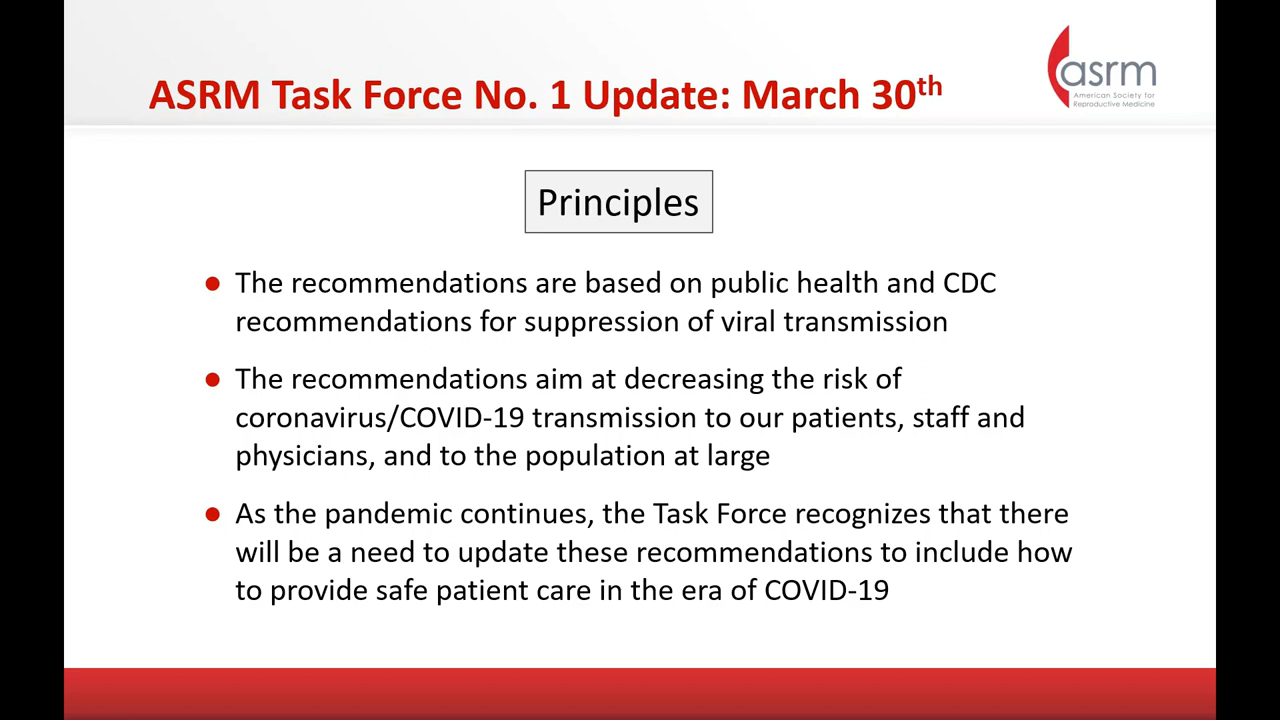 ASRM Task Force No. 1 Update: March 30th
asrm
American Society for
Reproductive Medicine
Principles
● The recommendations are based on public health and CDC
recommendations for suppression of viral transmission
● The recommendations aim at decreasing the risk of
coronavirus/COVID-19 transmission to our patients, staff and
physicians, and to the population at large
● As the pandemic continues, the Task Force recognizes that there
will be a need to update these recommendations to include how
to provide safe patient care in the era of COVID-19